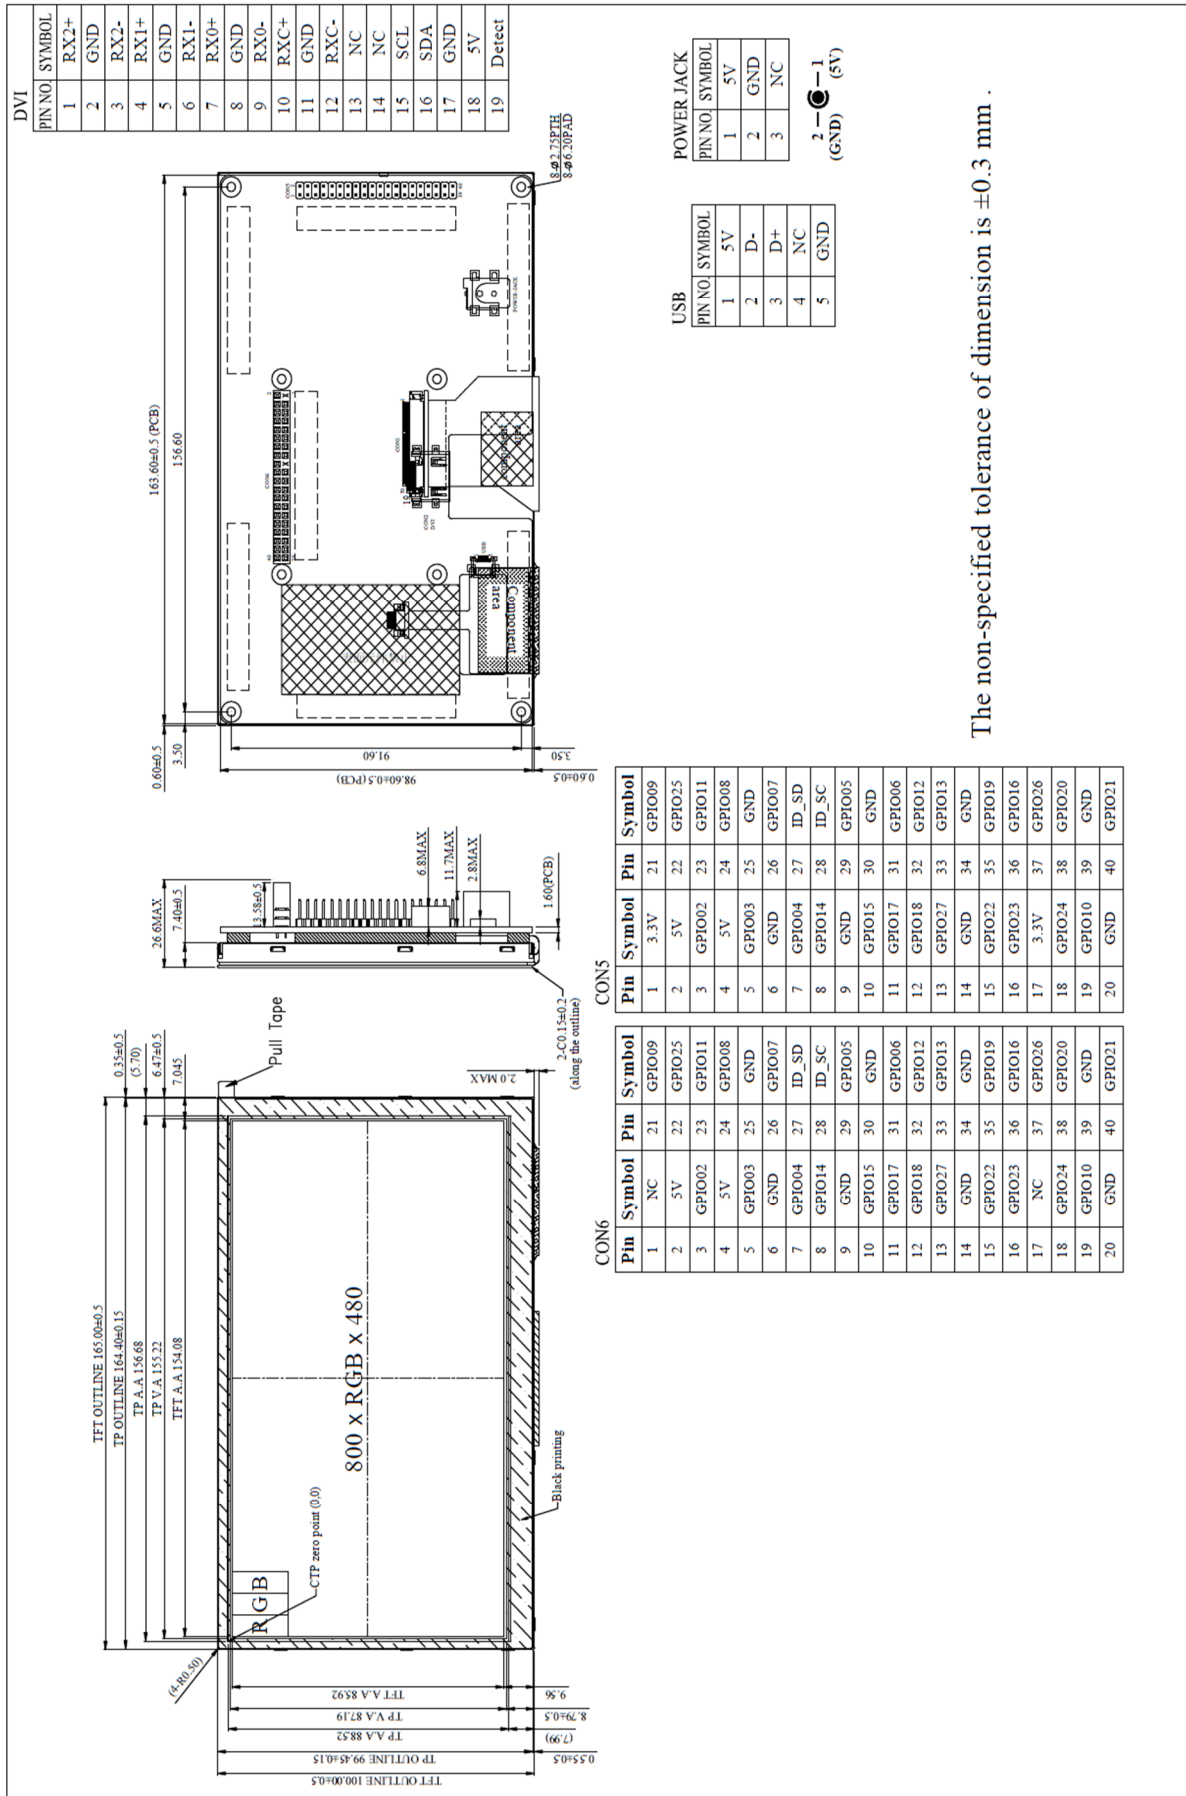 TFT OUTLINE 165.00±0.5
TP OUTLINE 164.40±0.15
TP A.A 156.68
TP V.A 155.22
TFT A.A 154.08
0.35±0.5
(5.70)
6.47±0.5
7.045
Pull Tape
(4-R0.50)
R G B
800 x RGB x 480
CTP zero point (0,0)
Black printing
TFT OUTLINE 100.00±0.5
TP OUTLINE 99.45±0.15
TP A.A 88.52
TP V.A 87.19
TFT A.A 85.92
0.55±0.5
(7.99)
8.79±0.5
9.56
2.0 MAX
26.6MAX
7.40±0.5
13.58±0.5
6.8MAX
11.7MAX
2.8MAX
1.60(PCB)
2-C0.15±0.2
(along the outline)
0.60±0.5
163.60±0.5 (PCB)
3.50
156.60
98.60±0.5 (PCB)
91.60
3.50
0.60±0.5
CON6
CON5
CON2
DVI
USB
POWER-JACK
Component
area
8-Ø2.75PTH
8-Ø6.20PAD
DVI
PIN NO. SYMBOL
1 RX2+
2 GND
3 RX2-
4 RX1+
5 GND
6 RX1-
7 RX0+
8 GND
9 RX0-
10 RXC+
11 GND
12 RXC-
13 NC
14 NC
15 SCL
16 SDA
17 GND
18 5V
19 Detect
CON6
Pin Symbol Pin Symbol
1 NC 21 GPIO09
2 5V 22 GPIO25
3 GPIO02 23 GPIO11
4 5V 24 GPIO08
5 GPIO03 25 GND
6 GND 26 GPIO07
7 GPIO04 27 ID_SD
8 GPIO14 28 ID_SC
9 GND 29 GPIO05
10 GPIO15 30 GND
11 GPIO17 31 GPIO06
12 GPIO18 32 GPIO12
13 GPIO27 33 GPIO13
14 GND 34 GND
15 GPIO22 35 GPIO19
16 GPIO23 36 GPIO16
17 NC 37 GPIO26
18 GPIO24 38 GPIO20
19 GPIO10 39 GND
20 GND 40 GPIO21
CON5
Pin Symbol Pin Symbol
1 3.3V 21 GPIO09
2 5V 22 GPIO25
3 GPIO02 23 GPIO11
4 5V 24 GPIO08
5 GPIO03 25 GND
6 GND 26 GPIO07
7 GPIO04 27 ID_SD
8 GPIO14 28 ID_SC
9 GND 29 GPIO05
10 GPIO15 30 GND
11 GPIO17 31 GPIO06
12 GPIO18 32 GPIO12
13 GPIO27 33 GPIO13
14 GND 34 GND
15 GPIO22 35 GPIO19
16 GPIO23 36 GPIO16
17 3.3V 37 GPIO26
18 GPIO24 38 GPIO20
19 GPIO10 39 GND
20 GND 40 GPIO21
USB
PIN NO. SYMBOL
1 5V
2 D-
3 D+
4 NC
5 GND
POWER JACK
PIN NO. SYMBOL
1 5V
2 GND
3 NC
2 1
(GND) (5V)
The non-specified tolerance of dimension is ±0.3 mm .